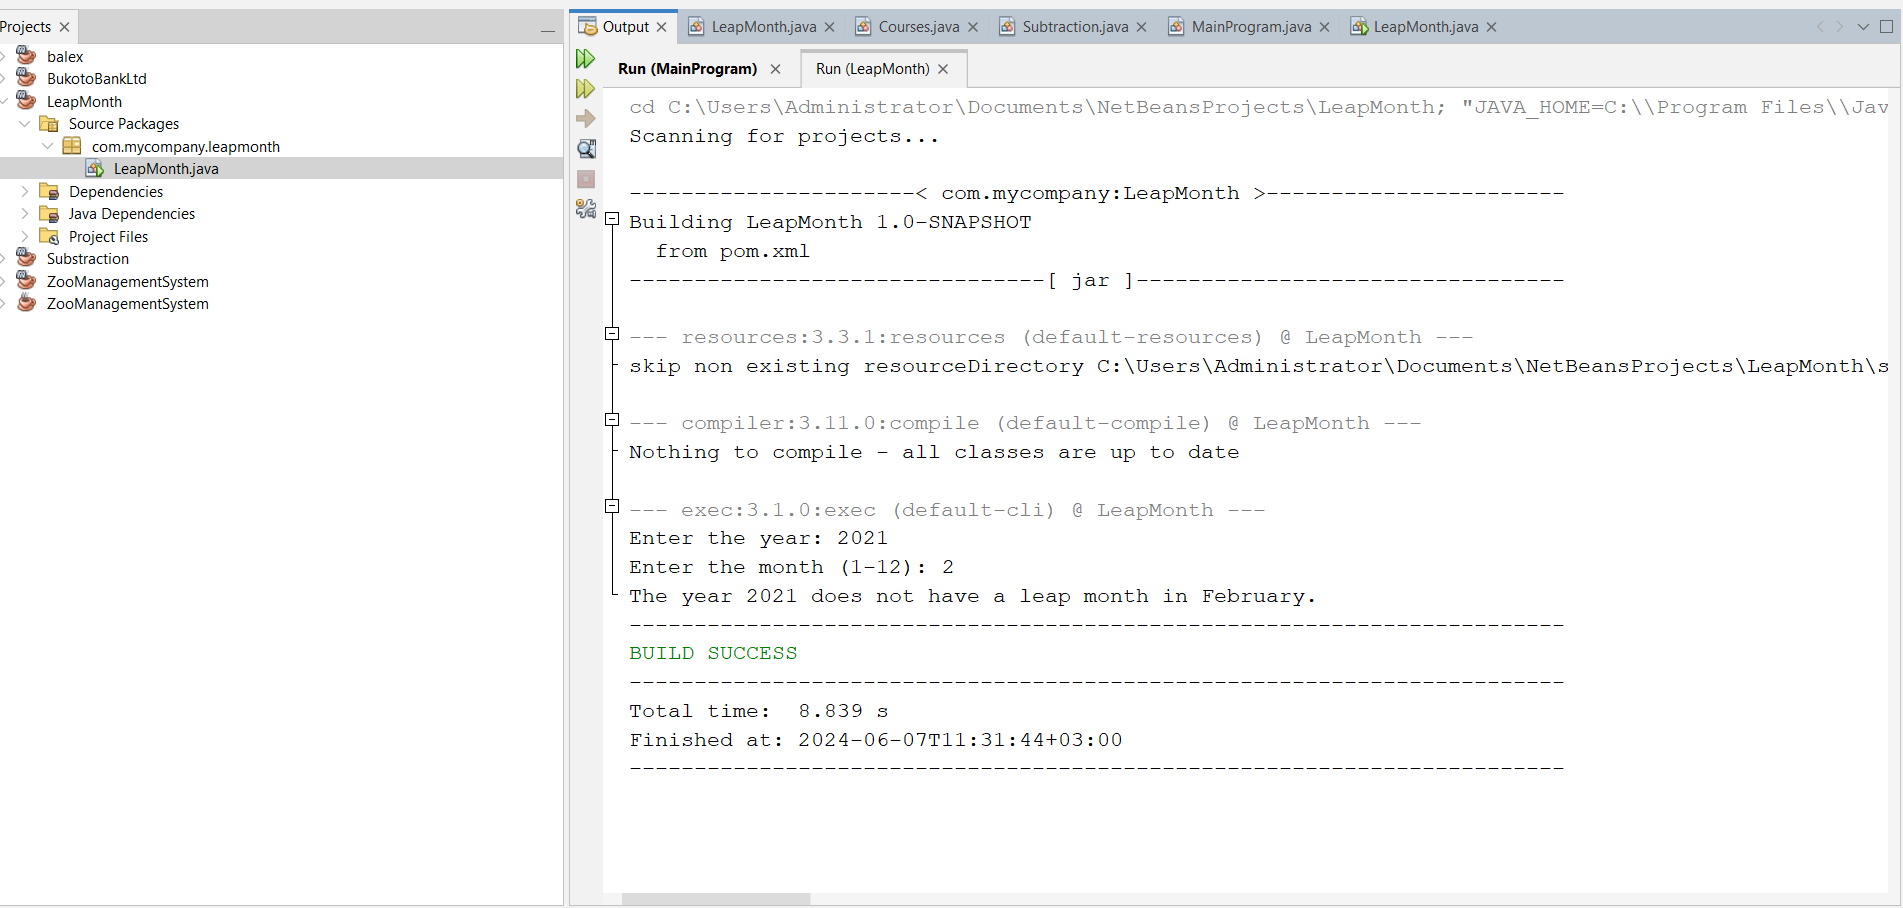 Projects
balex
BukotoBankLtd
LeapMonth
Source Packages
com.mycompany.leapmonth
LeapMonth.java
Dependencies
Java Dependencies
Project Files
Substraction
ZooManagementSystem
ZooManagementSystem
Output LeapMonth.java Courses.java Subtraction.java MainProgram.java LeapMonth.java
Run (MainProgram) Run (LeapMonth)
cd C:\Users\Administrator\Documents\NetBeansProjects\LeapMonth; "JAVA_HOME=C:\\Program Files\\Jav
Scanning for projects...
----------------------< com.mycompany:LeapMonth >-----------------------
Building LeapMonth 1.0-SNAPSHOT
from pom.xml
--------------------------------[ jar ]---------------------------------
--- resources:3.3.1:resources (default-resources) @ LeapMonth ---
skip non existing resourceDirectory C:\Users\Administrator\Documents\NetBeansProjects\LeapMonth\s
--- compiler:3.11.0:compile (default-compile) @ LeapMonth ---
Nothing to compile - all classes are up to date
--- exec:3.1.0:exec (default-cli) @ LeapMonth ---
Enter the year: 2021
Enter the month (1-12): 2
The year 2021 does not have a leap month in February.
------------------------------------------------------------------------
BUILD SUCCESS
------------------------------------------------------------------------
Total time:  8.839 s
Finished at: 2024-06-07T11:31:44+03:00
------------------------------------------------------------------------